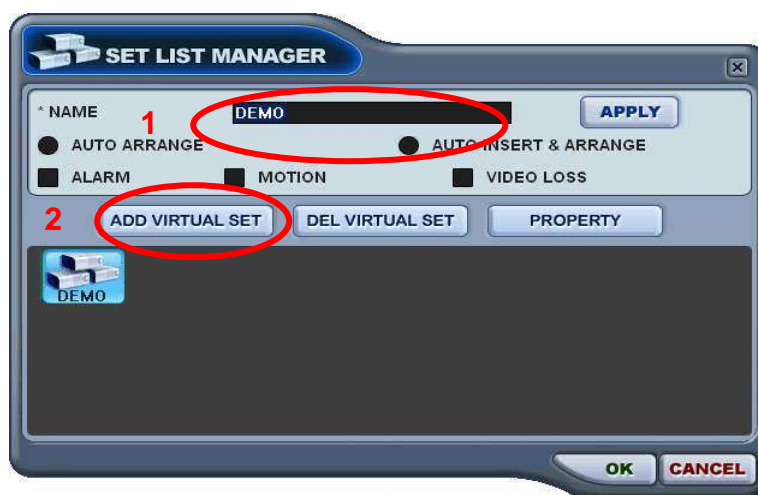 SET LIST MANAGER
* NAME 1 DEMO APPLY
AUTO ARRANGE AUTO INSERT & ARRANGE
ALARM MOTION VIDEO LOSS
2 ADD VIRTUAL SET DEL VIRTUAL SET PROPERTY
DEMO
OK CANCEL